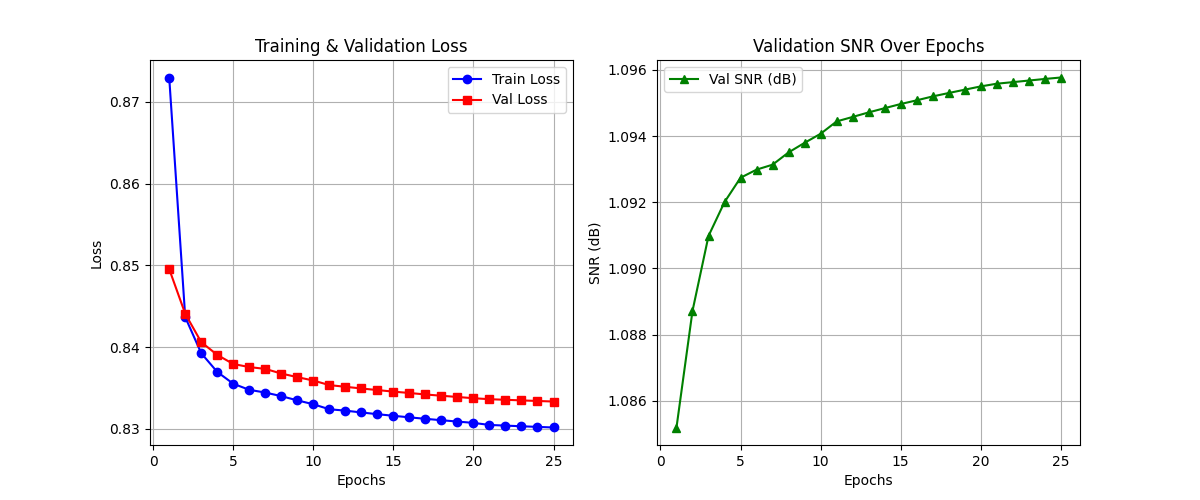 Training & Validation Loss
Train Loss
Val Loss
0.87
0.86
0.85
0.84
0.83
Loss
0 5 10 15 20 25
Epochs
Validation SNR Over Epochs
Val SNR (dB)
1.096
1.094
1.092
1.090
1.088
1.086
SNR (dB)
0 5 10 15 20 25
Epochs